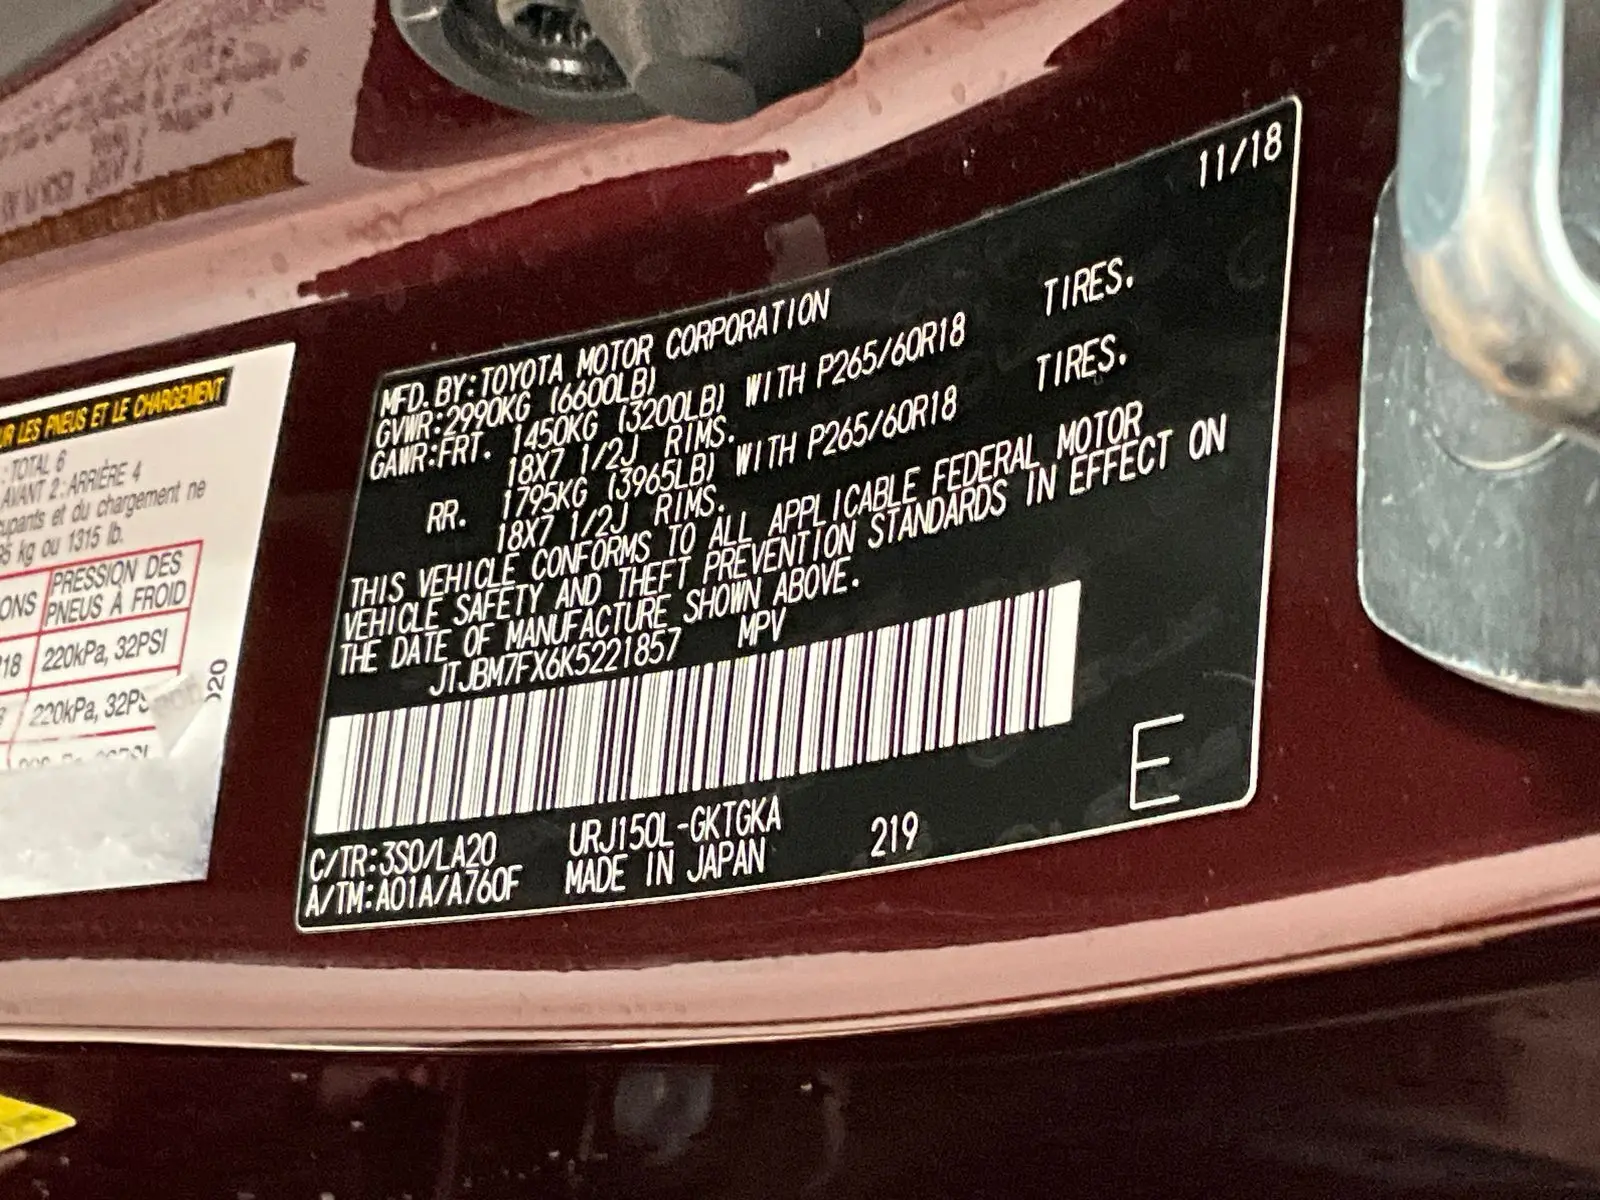 UR LES PNEUS ET LE CHARGEMENT
: TOTAL 6
AVANT 2: ARRIÈRE 4
et du chargement ne
kg ou 1315 lb.
PRESSION DES
PNEUS À FROID
220kPa, 32PSI
220kPa, 32PS
11/18
MFD. BY:TOYOTA MOTOR CORPORATION
GVWR:2990KG (6600LB)
GAWR:FRT. 1450KG (3200LB) WITH P265/60R18 TIRES.
18X7 1/2J RIMS.
RR. 1795KG (3965LB) WITH P265/60R18 TIRES.
18X7 1/2J RIMS.
THIS VEHICLE CONFORMS TO ALL APPLICABLE FEDERAL MOTOR
VEHICLE SAFETY AND THEFT PREVENTION STANDARDS IN EFFECT ON
THE DATE OF MANUFACTURE SHOWN ABOVE.
JTJBM7FX6K5221857 MPV
E
C/TR:3S0/LA20 URJ150L-GKTGKA 219
A/TM:A01A/A760F MADE IN JAPAN